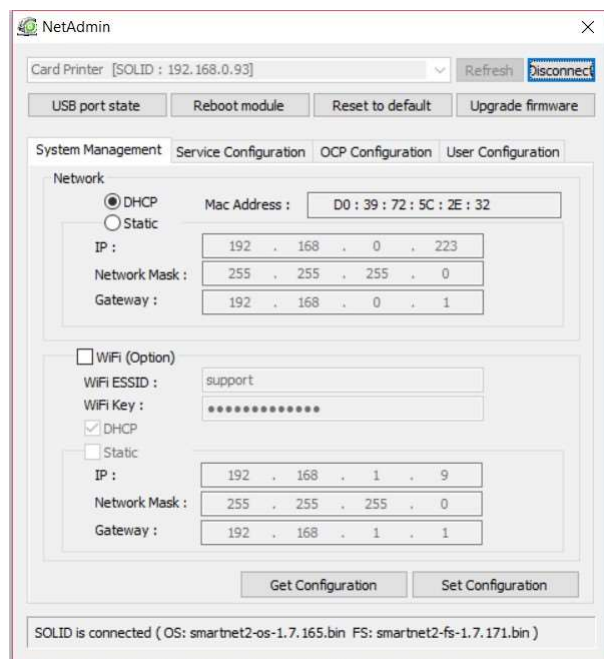 NetAdmin
Card Printer [SOLID : 192.168.0.93] Refresh Disconnect
USB port state Reboot module Reset to default Upgrade firmware
System Management Service Configuration OCP Configuration User Configuration
Network
DHCP Mac Address : D0 : 39 : 72 : 5C : 2E : 32
Static
IP : 192 . 168 . 0 . 223
Network Mask : 255 . 255 . 255 . 0
Gateway : 192 . 168 . 0 . 1
WiFi (Option)
WiFi ESSID : support
WiFi Key : ●●●●●●●●●●●●●
DHCP
Static
IP : 192 . 168 . 1 . 9
Network Mask : 255 . 255 . 255 . 0
Gateway : 192 . 168 . 1 . 1
Get Configuration Set Configuration
SOLID is connected ( OS: smartnet2-os-1.7.165.bin FS: smartnet2-fs-1.7.171.bin )